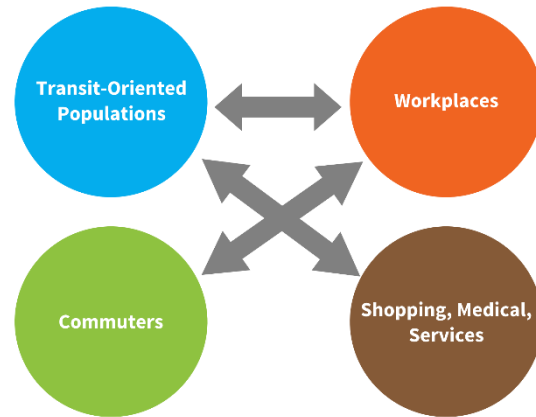 Transit-Oriented
Populations
Workplaces
Commuters
Shopping, Medical,
Services